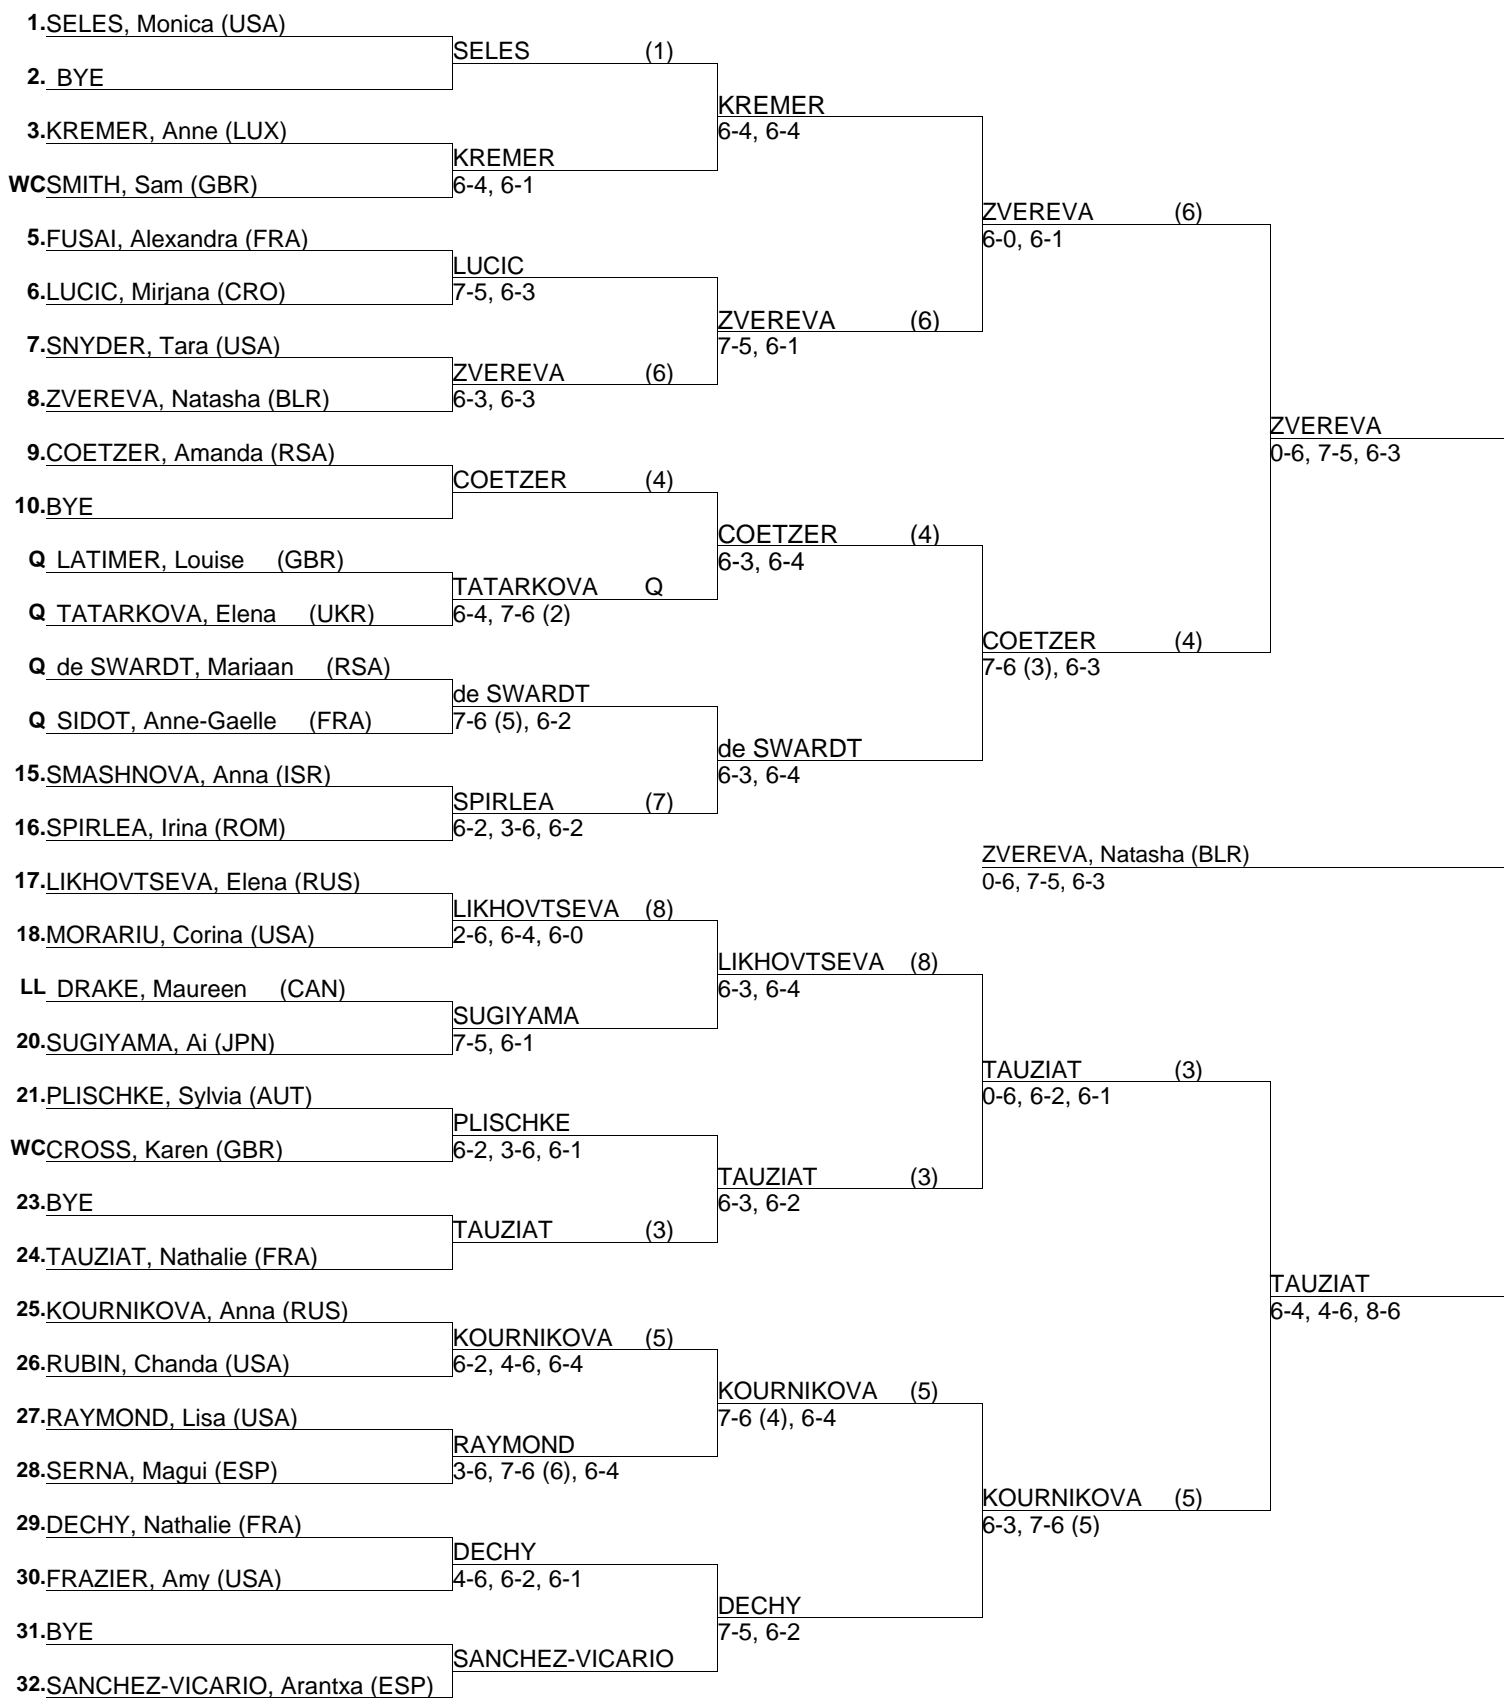 1. SELES, Monica (USA)
SELES (1)
2. BYE
KREMER
6-4, 6-4
3. KREMER, Anne (LUX)
KREMER
6-4, 6-1
WC SMITH, Sam (GBR)
ZVEREVA (6)
6-0, 6-1
5. FUSAI, Alexandra (FRA)
LUCIC
7-5, 6-3
6. LUCIC, Mirjana (CRO)
ZVEREVA (6)
7-5, 6-1
7. SNYDER, Tara (USA)
ZVEREVA (6)
6-3, 6-3
8. ZVEREVA, Natasha (BLR)
ZVEREVA
0-6, 7-5, 6-3
9. COETZER, Amanda (RSA)
COETZER (4)
10. BYE
COETZER (4)
6-3, 6-4
Q LATIMER, Louise (GBR)
TATARKOVA Q
6-4, 7-6 (2)
Q TATARKOVA, Elena (UKR)
COETZER (4)
7-6 (3), 6-3
Q de SWARDT, Mariaan (RSA)
de SWARDT
7-6 (5), 6-2
Q SIDOT, Anne-Gaelle (FRA)
de SWARDT
6-3, 6-4
15. SMASHNOVA, Anna (ISR)
SPIRLEA (7)
6-2, 3-6, 6-2
16. SPIRLEA, Irina (ROM)
ZVEREVA, Natasha (BLR)
0-6, 7-5, 6-3
17. LIKHOVTSEVA, Elena (RUS)
LIKHOVTSEVA (8)
2-6, 6-4, 6-0
18. MORARIU, Corina (USA)
LIKHOVTSEVA (8)
6-3, 6-4
LL DRAKE, Maureen (CAN)
SUGIYAMA
7-5, 6-1
20. SUGIYAMA, Ai (JPN)
TAUZIAT (3)
0-6, 6-2, 6-1
21. PLISCHKE, Sylvia (AUT)
PLISCHKE
6-2, 3-6, 6-1
WC CROSS, Karen (GBR)
TAUZIAT (3)
6-3, 6-2
23. BYE
TAUZIAT (3)
24. TAUZIAT, Nathalie (FRA)
TAUZIAT
6-4, 4-6, 8-6
25. KOURNIKOVA, Anna (RUS)
KOURNIKOVA (5)
6-2, 4-6, 6-4
26. RUBIN, Chanda (USA)
KOURNIKOVA (5)
7-6 (4), 6-4
27. RAYMOND, Lisa (USA)
RAYMOND
3-6, 7-6 (6), 6-4
28. SERNA, Magui (ESP)
KOURNIKOVA (5)
6-3, 7-6 (5)
29. DECHY, Nathalie (FRA)
DECHY
4-6, 6-2, 6-1
30. FRAZIER, Amy (USA)
DECHY
7-5, 6-2
31. BYE
SANCHEZ-VICARIO
32. SANCHEZ-VICARIO, Arantxa (ESP)